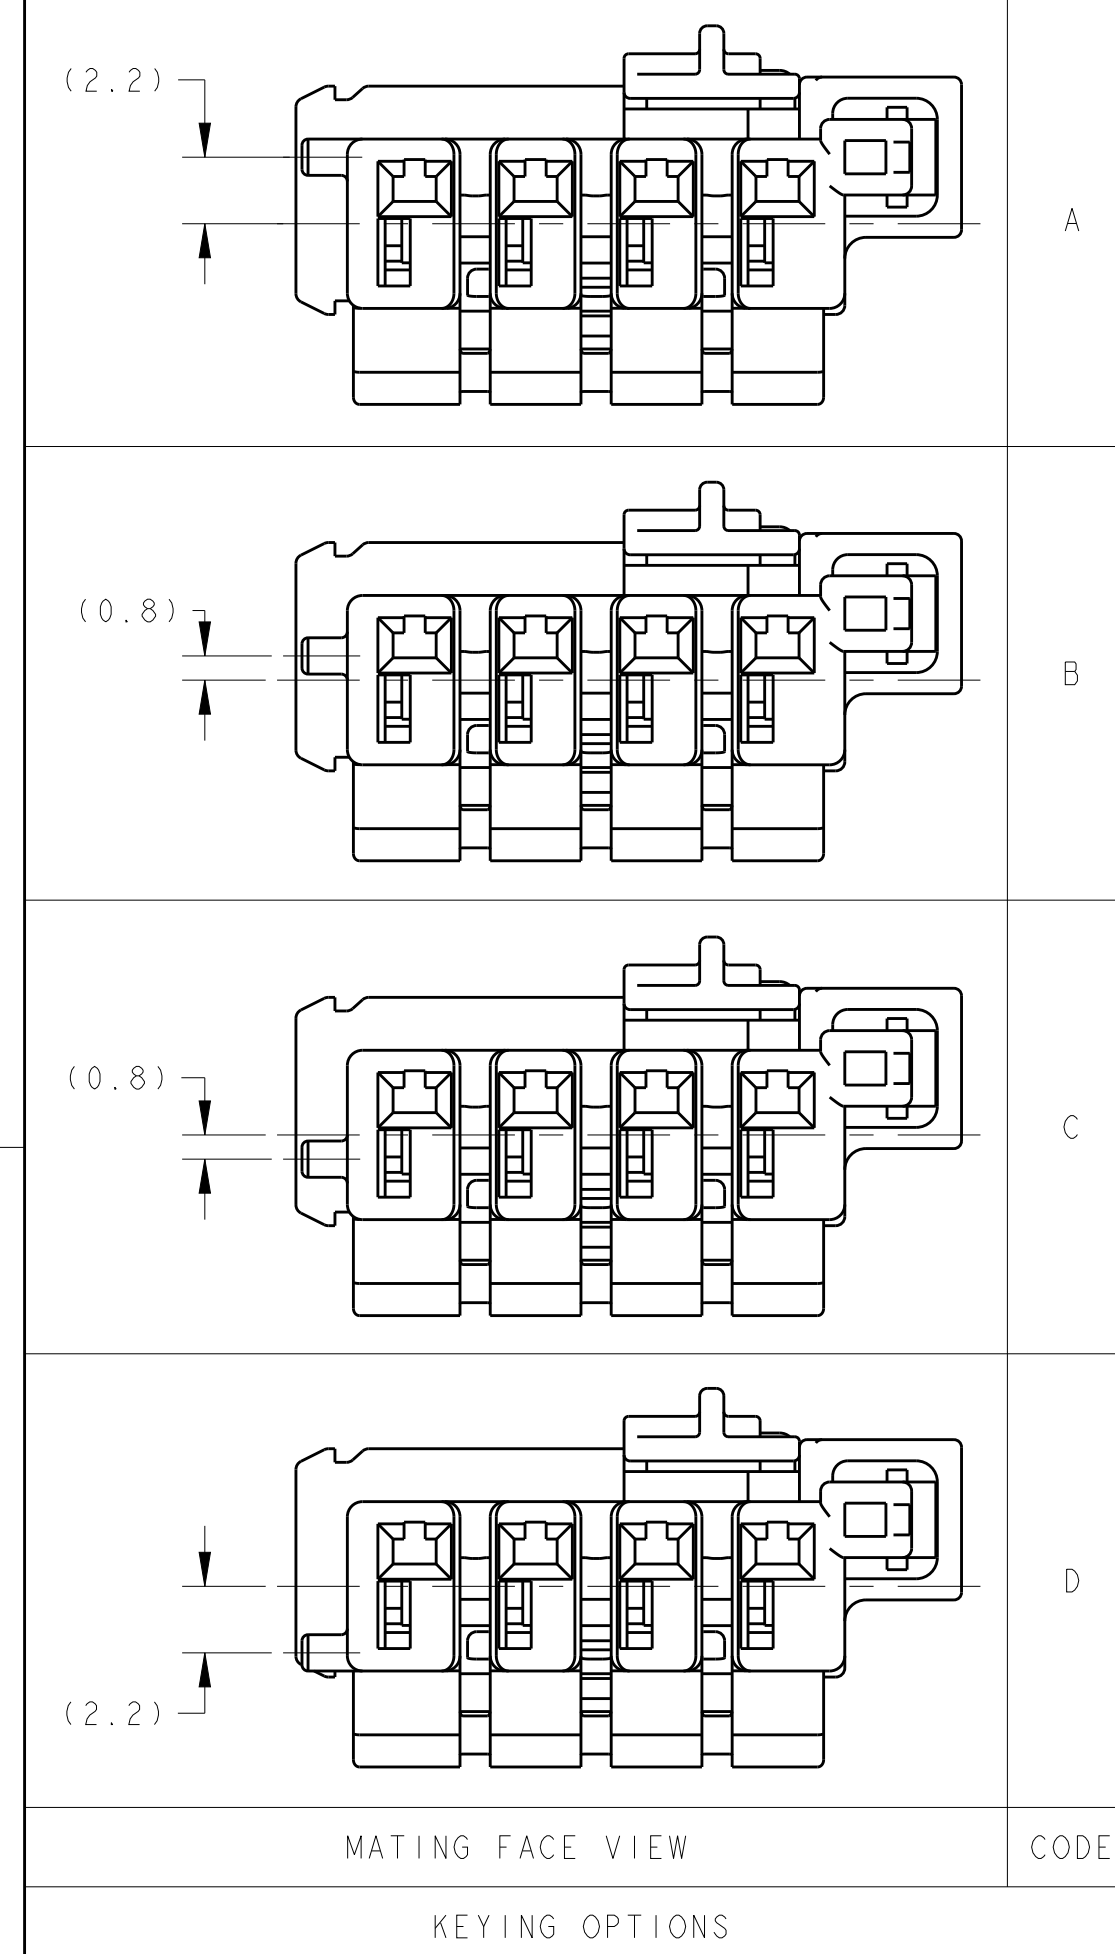 (2.2)
A
(0.8)
B
(0.8)
C
D
(2.2)
MATING FACE VIEW
CODE
KEYING OPTIONS